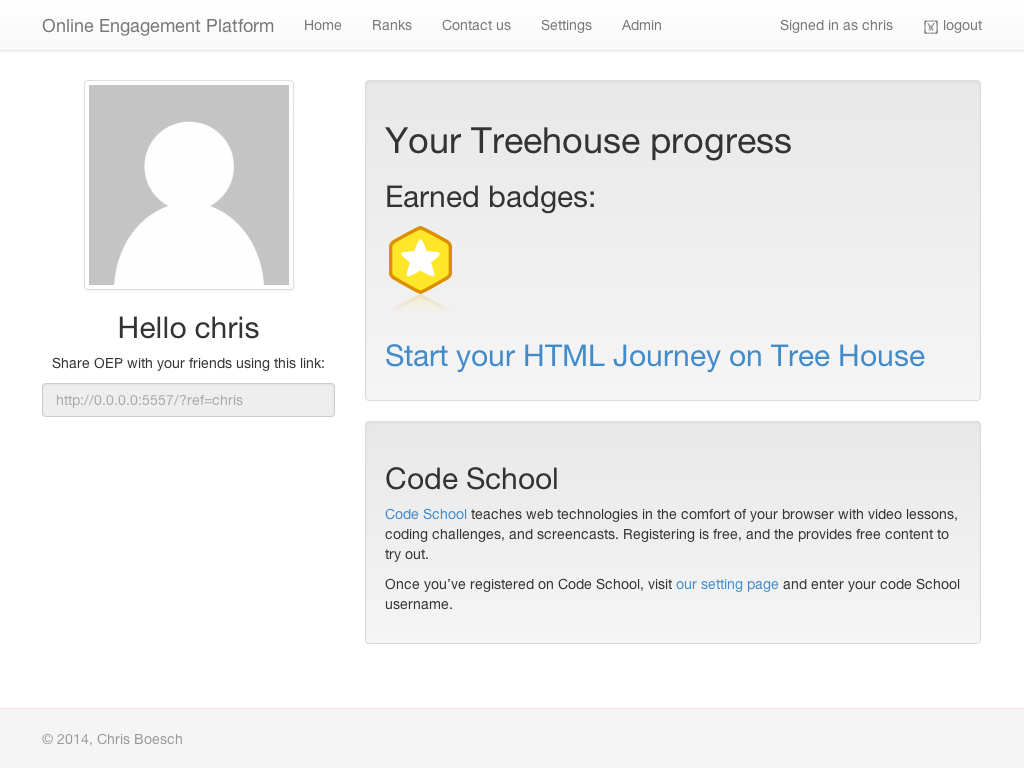 Online Engagement Platform Home Ranks Contact us Settings Admin Signed in as chris logout
Hello chris
Share OEP with your friends using this link:
http://0.0.0.0:5557/?ref=chris
Your Treehouse progress
Earned badges:
Start your HTML Journey on Tree House
Code School
Code School teaches web technologies in the comfort of your browser with video lessons,
coding challenges, and screencasts. Registering is free, and the provides free content to
try out.
Once you’ve registered on Code School, visit our setting page and enter your code School
username.
© 2014, Chris Boesch